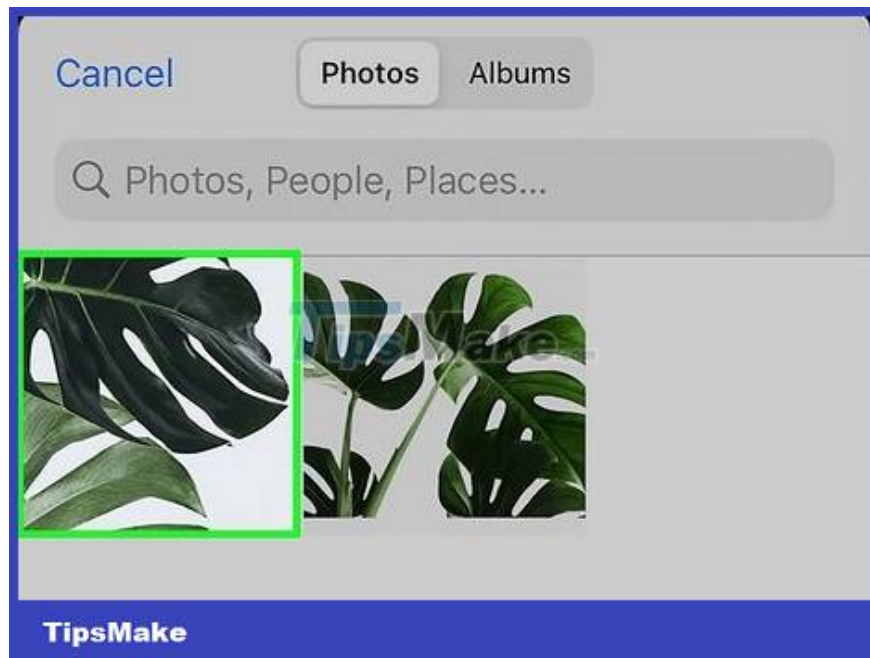 Cancel
Photos
Albums
Photos, People, Places...
TipsMake...
TipsMake